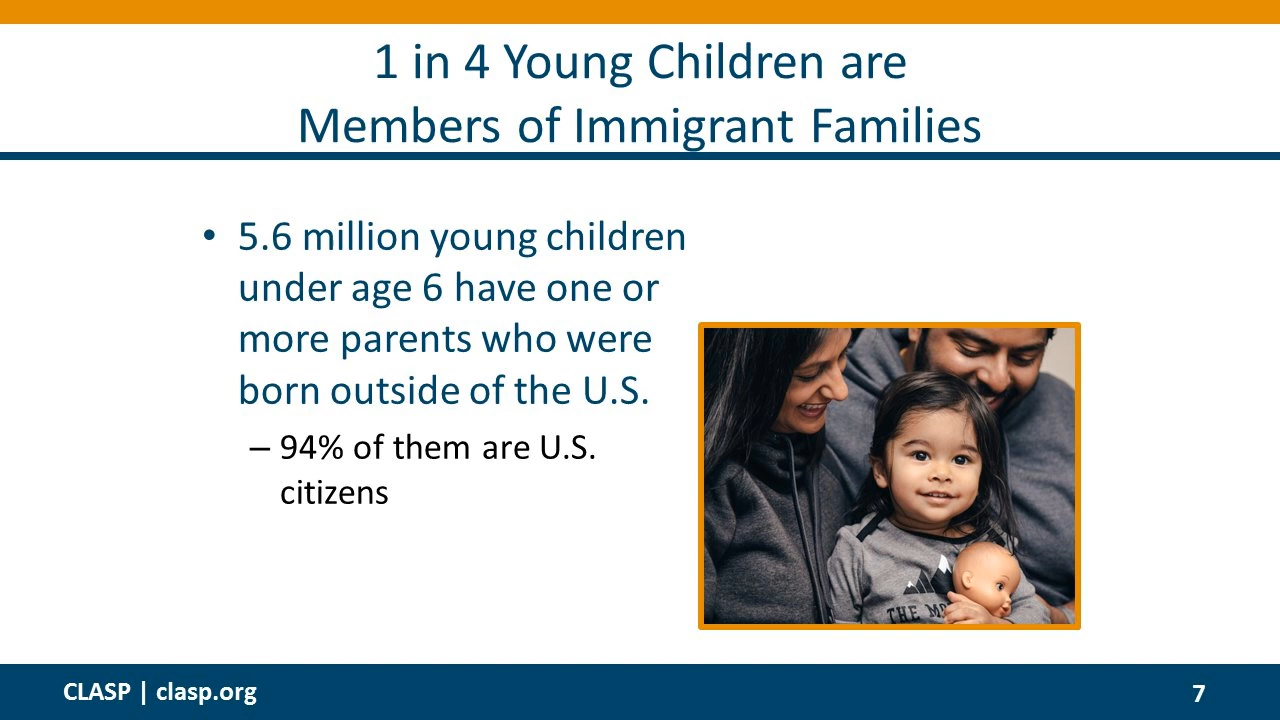 1 in 4 Young Children are
Members of Immigrant Families
• 5.6 million young children
under age 6 have one or
more parents who were
born outside of the U.S.
– 94% of them are U.S.
citizens
THE
CLASP | clasp.org
7